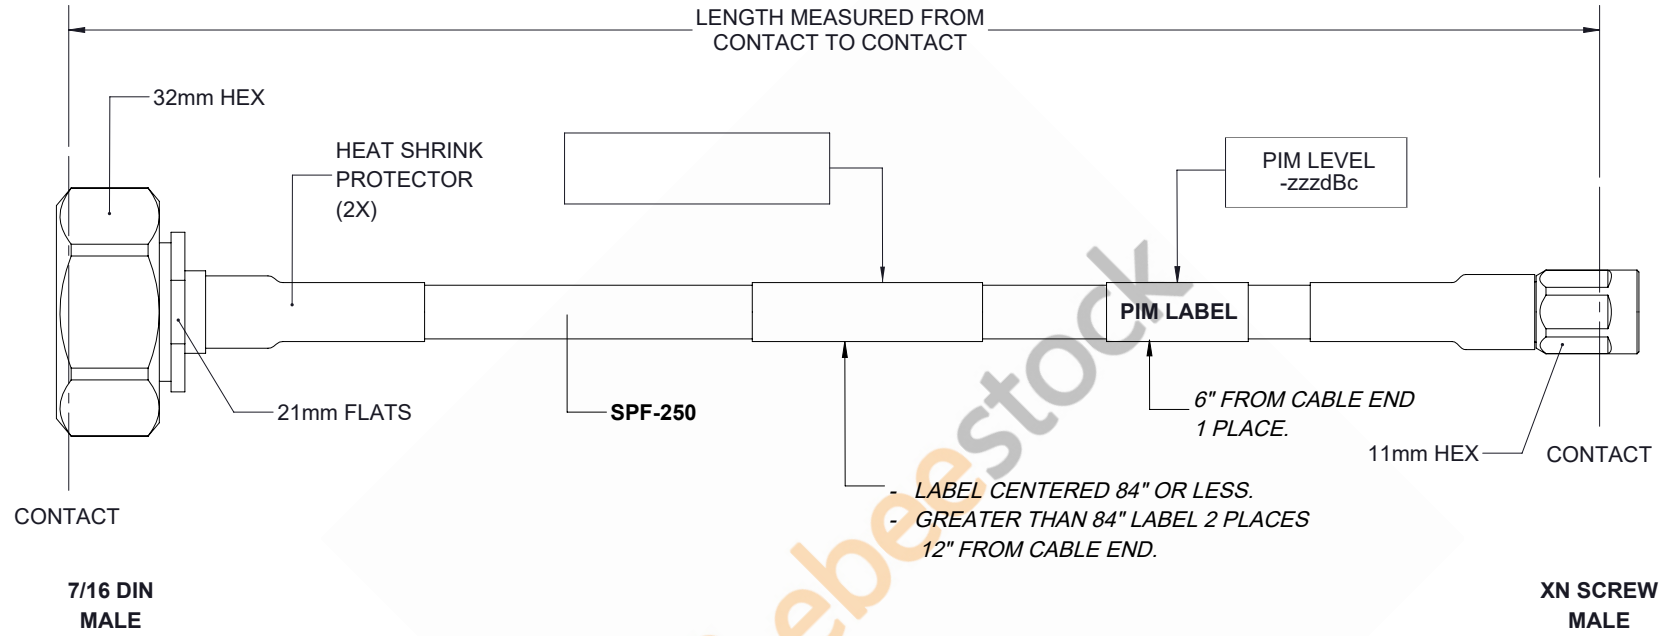 LENGTH MEASURED FROM
CONTACT TO CONTACT
32mm HEX
HEAT SHRINK
PROTECTOR
(2X)
PIM LEVEL
-zzzdBc
PIM LABEL
21mm FLATS
SPF-250
6" FROM CABLE END
1 PLACE.
11mm HEX
CONTACT
- LABEL CENTERED 84" OR LESS.
- GREATER THAN 84" LABEL 2 PLACES
12" FROM CABLE END.
CONTACT
7/16 DIN
MALE
XN SCREW
MALE
ebeestock